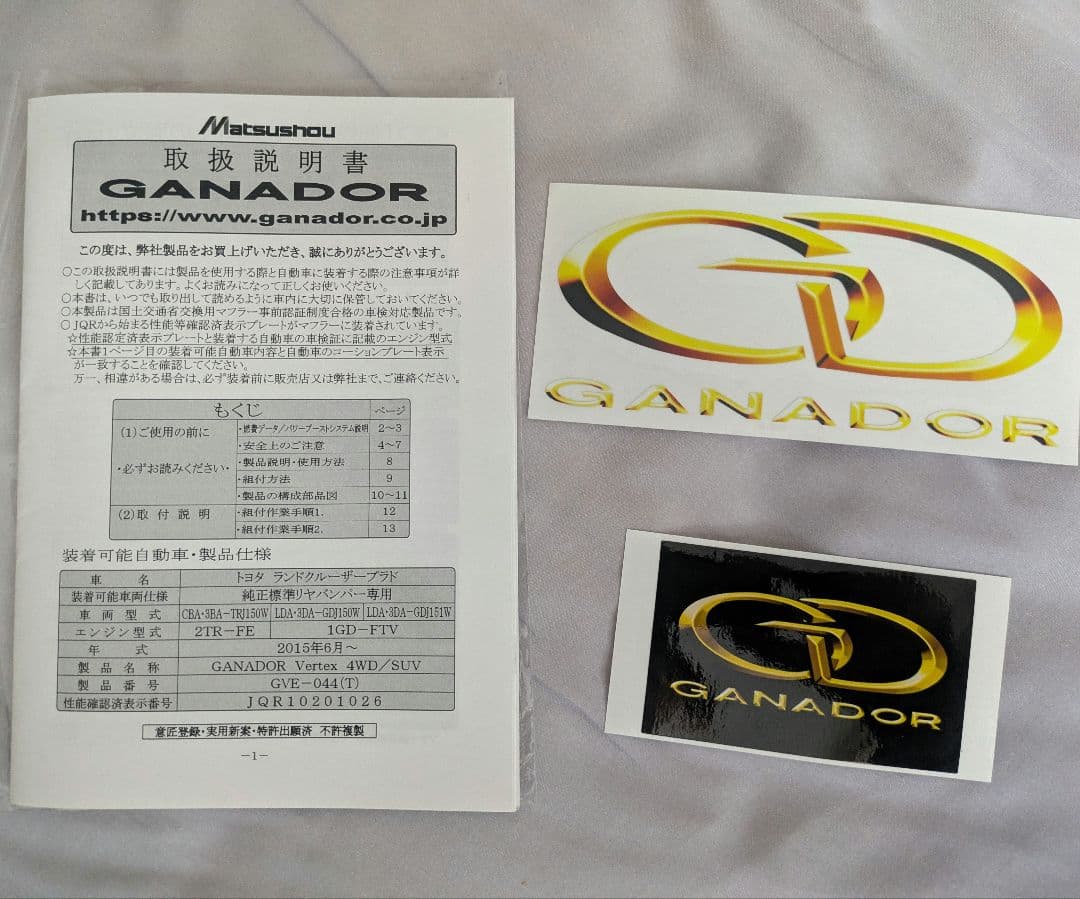 Matsushou
取扱説明書
GANADOR
https://www.ganador.co.jp
この度は、弊社製品をお買上げいただき、誠にありがとうございます。
○この取扱説明書には製品を使用する際と自動車に装着する際の注意事項が詳
しく記載してあります。よくお読みになって正しくお使いください。
○本書は、いつでも取り出して読めるように車内に大切に保管しておいてください。
○本製品は国土交通省交換用マフラー事前認証制度合格の車検対応製品です。
○JQRから始まる性能等確認済表示プレートがマフラーに装着されています。
☆性能認定済表示プレートと装着する自動車の車検証に記載のエンジン型式
☆本書1ページ目の装着可能自動車内容と自動車のコーションプレート表示
が一致することを確認してください。
万一、相違がある場合は、必ず装着前に販売店又は弊社まで、ご連絡ください。
もくじ ページ
(1)ご使用の前に ・燃費データ/パワーブーストシステム説明 2~3
・安全上のご注意 4~7
・必ずお読みください・ ・製品説明・使用方法 8
・組付方法 9
・製品の構成部品図 10~11
(2)取付説明 ・組付作業手順1. 12
・組付作業手順2. 13
装着可能自動車・製品仕様
車名 トヨタ ランドクルーザープラド
装着可能車両仕様 純正標準リヤバンパー専用
車両型式 CBA・3BA-TRJ150W LDA・3DA-GDJ150W LDA・3DA-GDJ151W
エンジン型式 2TR-FE 1GD-FTV
年式 2015年6月~
製品名称 GANADOR Vertex 4WD/SUV
製品番号 GVE-044(T)
性能確認済表示番号 JQR10201026
意匠登録・実用新案・特許出願済 不許複製
-1-
GD
GANADOR
GD
GANADOR